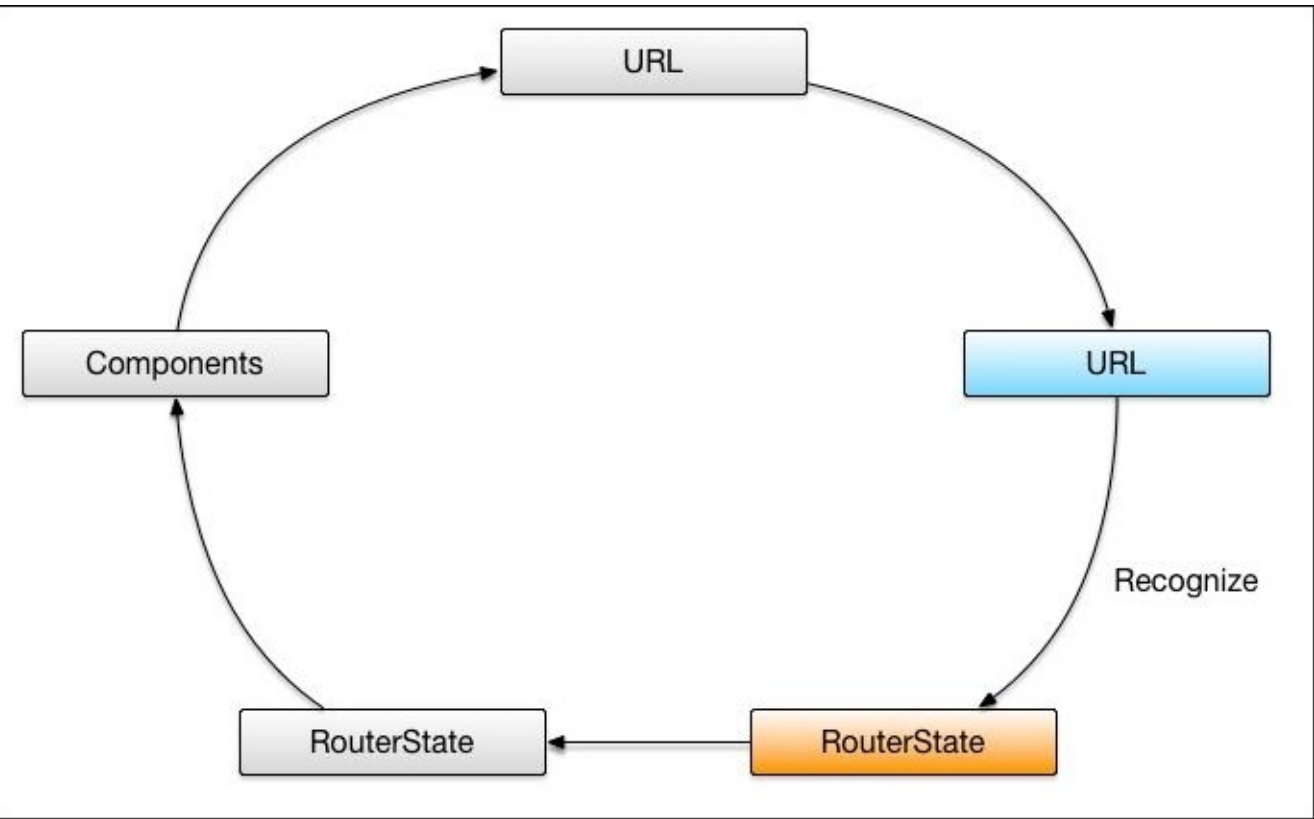 URL
Components
URL
Recognize
RouterState
RouterState